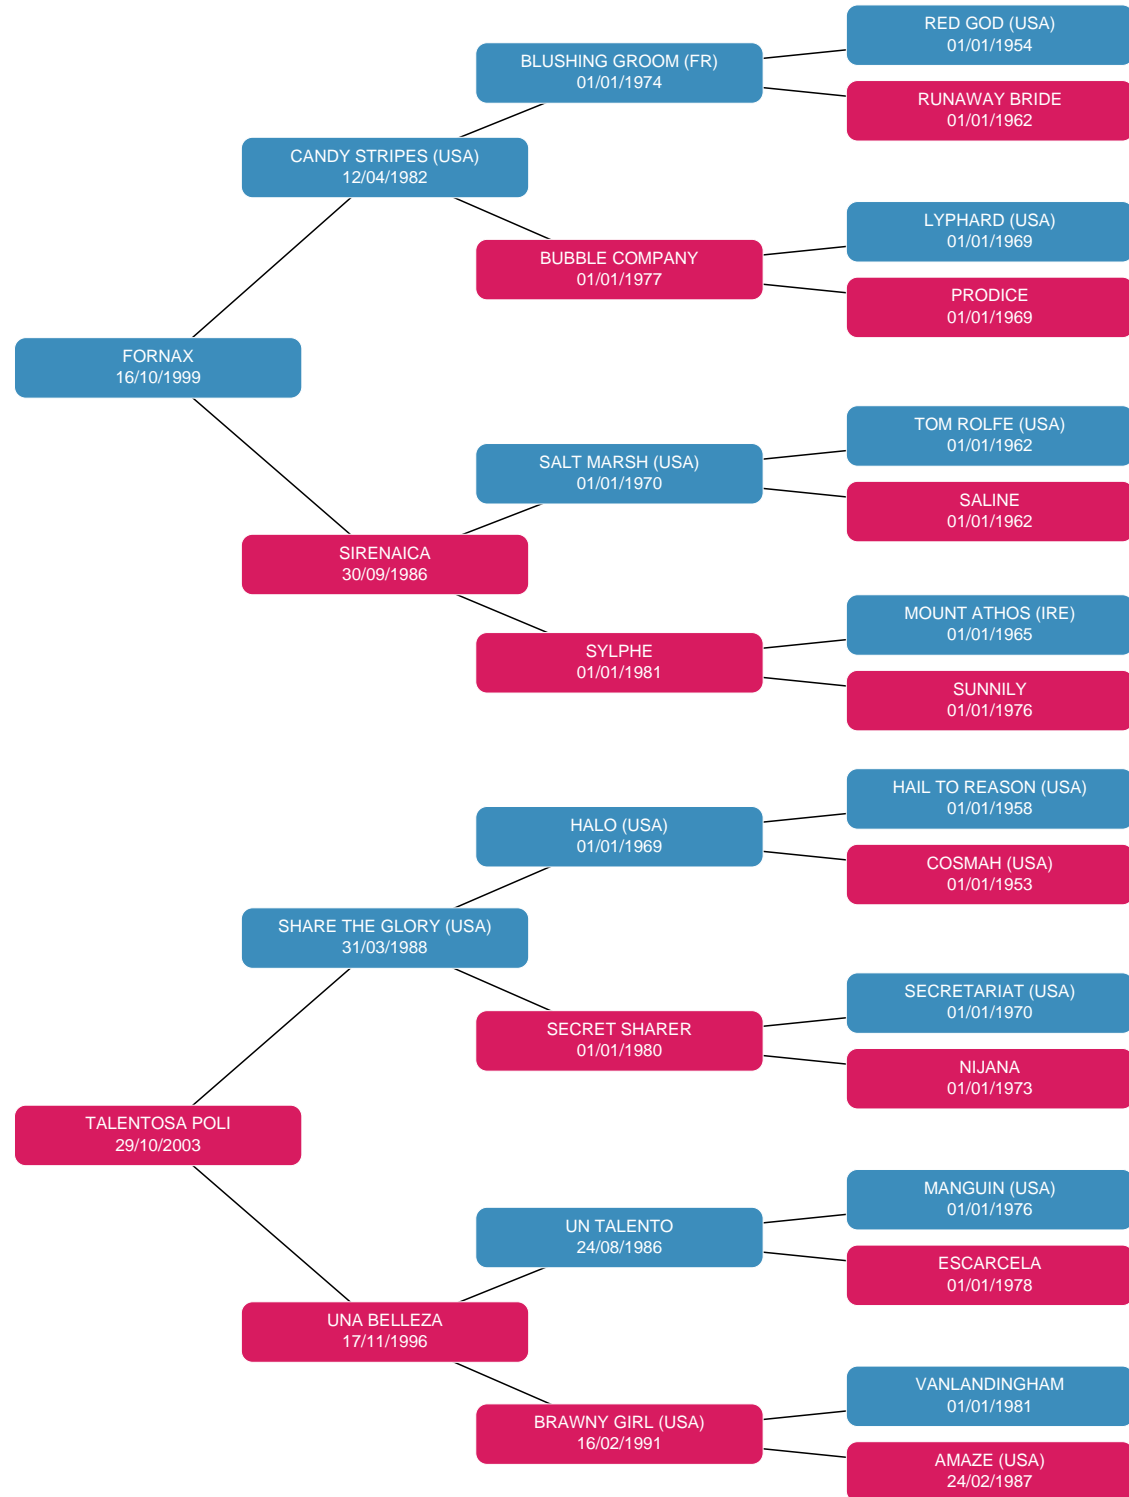 RED GOD (USA)
01/01/1954
BLUSHING GROOM (FR)
01/01/1974
RUNAWAY BRIDE
01/01/1962
CANDY STRIPES (USA)
12/04/1982
LYPHARD (USA)
01/01/1969
BUBBLE COMPANY
01/01/1977
PRODICE
01/01/1969
FORNAX
16/10/1999
TOM ROLFE (USA)
01/01/1962
SALT MARSH (USA)
01/01/1970
SALINE
01/01/1962
SIRENAICA
30/09/1986
MOUNT ATHOS (IRE)
01/01/1965
SYLPHE
01/01/1981
SUNNILY
01/01/1976
HAIL TO REASON (USA)
01/01/1958
HALO (USA)
01/01/1969
COSMAH (USA)
01/01/1953
SHARE THE GLORY (USA)
31/03/1988
SECRETARIAT (USA)
01/01/1970
SECRET SHARER
01/01/1980
NIJANA
01/01/1973
TALENTOSA POLI
29/10/2003
MANGUIN (USA)
01/01/1976
UN TALENTO
24/08/1986
ESCARCELA
01/01/1978
UNA BELLEZA
17/11/1996
VANLANDINGHAM
01/01/1981
BRAWNY GIRL (USA)
16/02/1991
AMAZE (USA)
24/02/1987